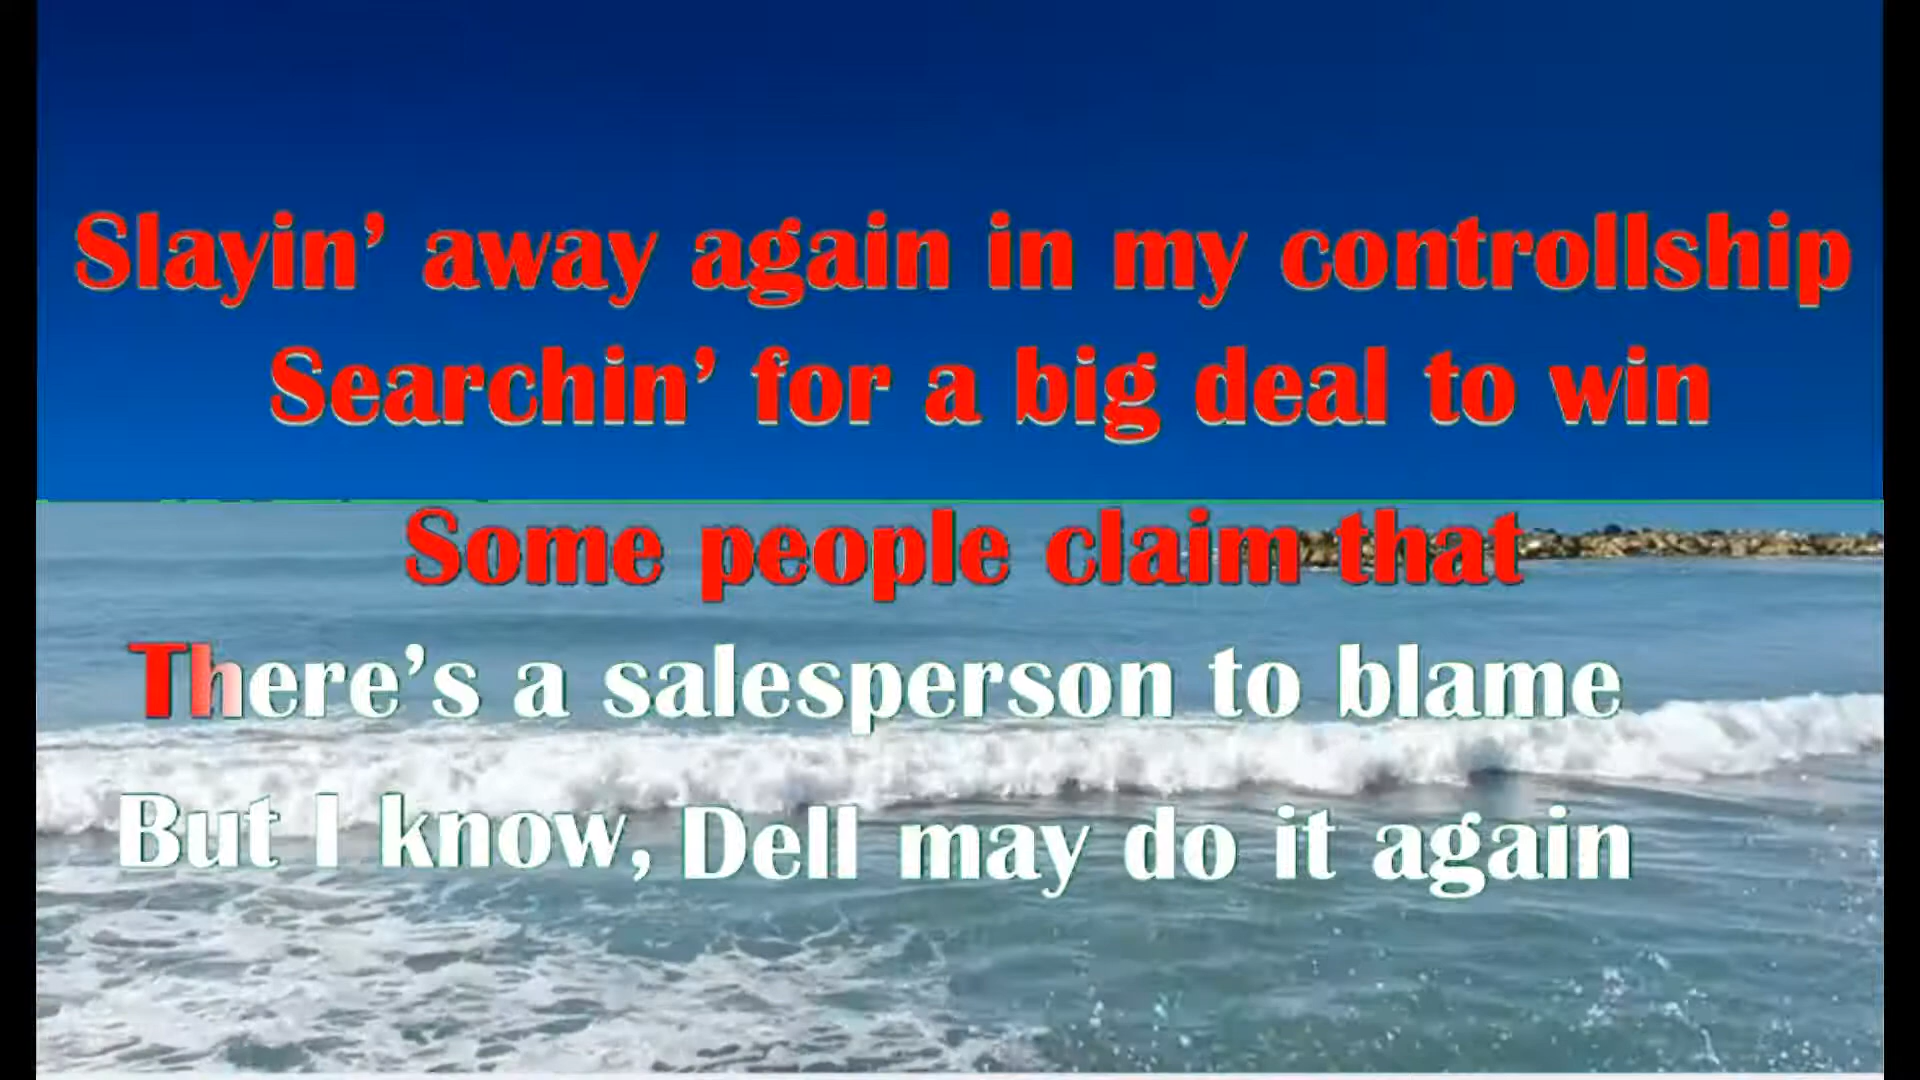 Slayin’ away again in my controllship
Searchin’ for a big deal to win
Some people claim that
There’s a salesperson to blame
But I know, Dell may do it again